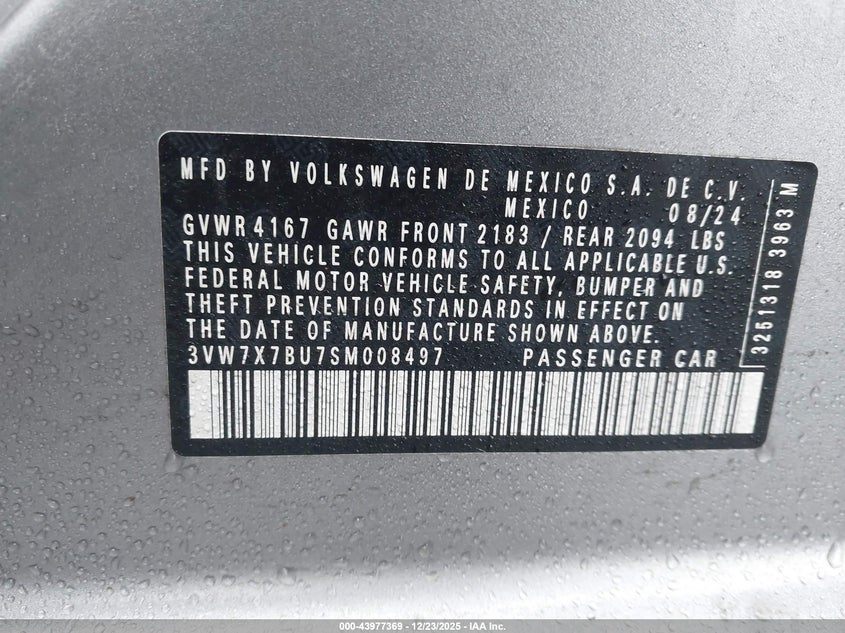 MFD BY VOLKSWAGEN DE MEXICO S.A. DE C.V.
MEXICO 08/24
GVWR 4167 GAWR FRONT 2183 / REAR 2094 LBS
THIS VEHICLE CONFORMS TO ALL APPLICABLE U.S.
FEDERAL MOTOR VEHICLE SAFETY, BUMPER AND
THEFT PREVENTION STANDARDS IN EFFECT ON
THE DATE OF MANUFACTURE SHOWN ABOVE.
3VW7X7BU7SM008497 PASSENGER CAR
3251318 3963 M
000-43977369 - 12/23/2025 - IAA Inc.